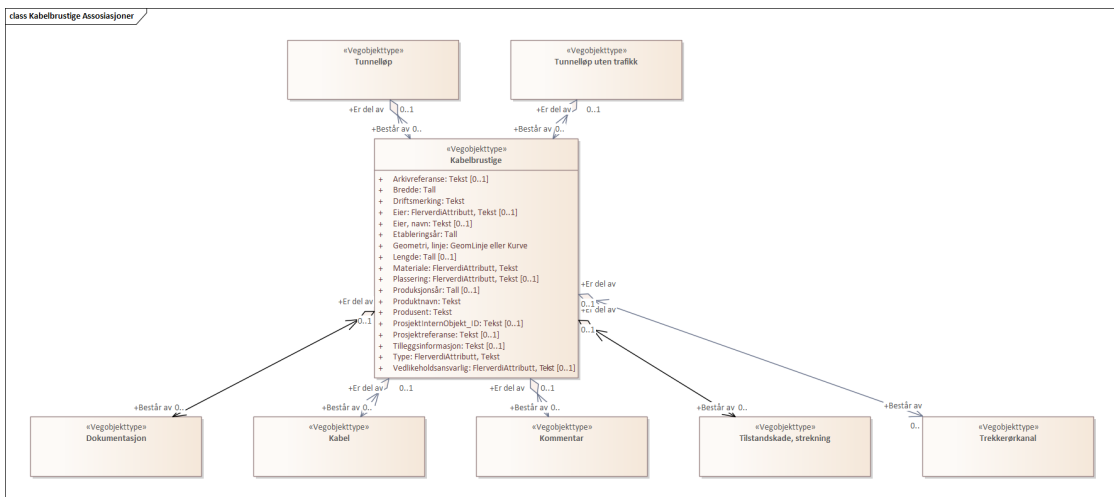 class Kabelbrustige Assosiasjoner
«Vegobjekttype»
Tunnelløp
«Vegobjekttype»
Tunnelløp uten trafikk
+Er del av
0..1
+Består av 0..
+Er del av
0..1
+Består av 0..
«Vegobjekttype»
Kabelbrustige
+ Arkivreferanse: Tekst [0..1]
+ Bredde: Tall
+ Driftsmerking: Tekst
+ Eier: FlerverdiAttributt, Tekst [0..1]
+ Eier, navn: Tekst [0..1]
+ Etableringsår: Tall
+ Geometri, linje: GeomLinje eller Kurve
+ Lengde: Tall [0..1]
+ Materiale: FlerverdiAttributt, Tekst
+ Plassering: FlerverdiAttributt, Tekst [0..1]
+ Produksjonsår: Tall [0..1]
+ Produktnavn: Tekst
+ Produsent: Tekst
+ ProsjektInternObjekt_ID: Tekst [0..1]
+ Prosjektreferanse: Tekst [0..1]
+ Tilleggsinformasjon: Tekst [0..1]
+ Type: FlerverdiAttributt, Tekst
+ Vedlikeholdsansvarlig: FlerverdiAttributt, Tekst [0..1]
+Er del av
0..1
+Er del av
0..1
+Er del av
0..1
+Er del av
0..1
+Er del av
0..1
+Består av 0..
+Består av 0..
+Består av 0..
+Består av 0..
+Består av
0..
«Vegobjekttype»
Dokumentasjon
«Vegobjekttype»
Kabel
«Vegobjekttype»
Kommentar
«Vegobjekttype»
Tilstandskade, strekning
«Vegobjekttype»
Trekkerørkanal